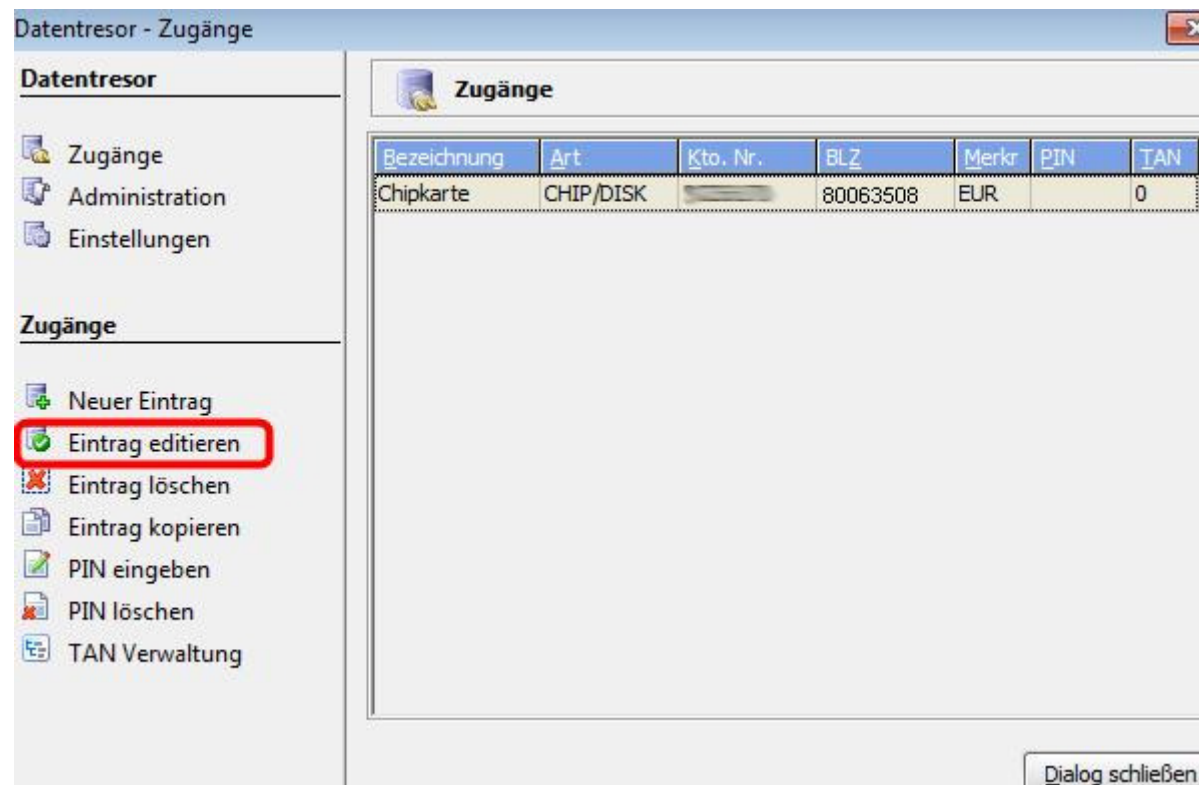 Datentresor - Zugänge
Datentresor
Zugänge
Administration
Einstellungen
Zugänge
Neuer Eintrag
Eintrag editieren
Eintrag löschen
Eintrag kopieren
PIN eingeben
PIN löschen
TAN Verwaltung
Zugänge
Bezeichnung Art Kto. Nr. BLZ Merkr PIN TAN
Chipkarte CHIP/DISK 80063508 EUR 0
Dialog schließen